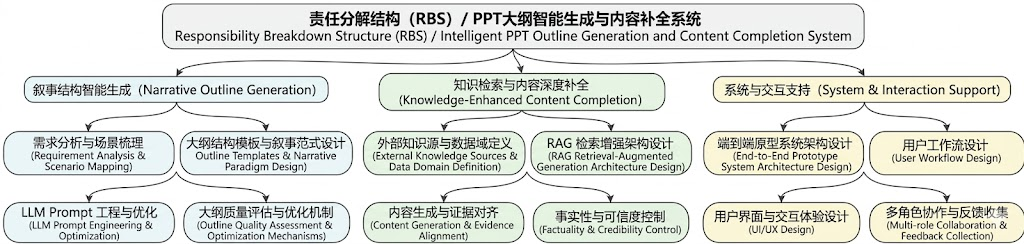 责任分解结构（RBS）/ PPT大纲智能生成与内容补全系统
Responsibility Breakdown Structure (RBS) / Intelligent PPT Outline Generation and Content Completion System
叙事结构智能生成（Narrative Outline Generation）
知识检索与内容深度补全
(Knowledge-Enhanced Content Completion)
系统与交互支持（System & Interaction Support）
需求分析与场景梳理
(Requirement Analysis &
Scenario Mapping)
大纲结构模板与叙事范式设计
Outline Templates & Narrative
Paradigm Design)
外部知识源与数据域定义
(External Knowledge Sources &
Data Domain Definition)
RAG 检索增强架构设计
(RAG Retrieval-Augmented
Generation Architecture Design)
端到端原型系统架构设计
(End-to-End Prototype
System Architecture Design)
用户工作流设计
(User Workflow Design)
LLM Prompt 工程与优化
(LLM Prompt Engineering &
Optimization)
大纲质量评估与优化机制
(Outline Quality Assessment &
Optimization Mechanisms)
内容生成与证据对齐
(Content Generation & Evidence
Alignment)
事实性与可信度控制
(Factuality & Credibility Control)
用户界面与交互体验设计
(UI/UX Design)
多角色协作与反馈收集
(Multi-role Collaboration &
Feedback Collection)